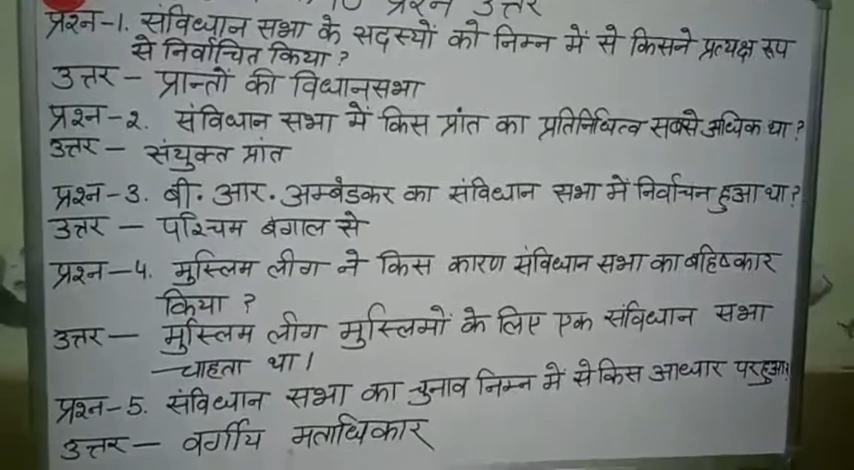 10 प्रश्न उत्तर
प्रश्न-1. संविधान सभा के सदस्यों को निम्न में से किसने प्रत्यक्ष रूप
से निर्वाचित किया ?
उत्तर - प्रान्तों की विधानसभा
प्रश्न-२. संविधान सभा में किस प्रांत का प्रतिनिधित्व सबसे अधिक था ?
उत्तर - संयुक्त प्रांत
प्रश्न-3. बी. आर. अम्बेडकर का संविधान सभा में निर्वाचन हुआ था ?
उत्तर - पश्चिम बंगाल से
प्रश्न-4. मुस्लिम लीग ने किस कारण संविधान सभा का बहिष्कार
किया ?
उत्तर - मुस्लिम लीग मुस्लिमों के लिए एक संविधान सभा
चाहता था।
प्रश्न-5. संविधान सभा का चुनाव निम्न में से किस आधार पर हुआ?
उत्तर - वर्गीय मताधिकार